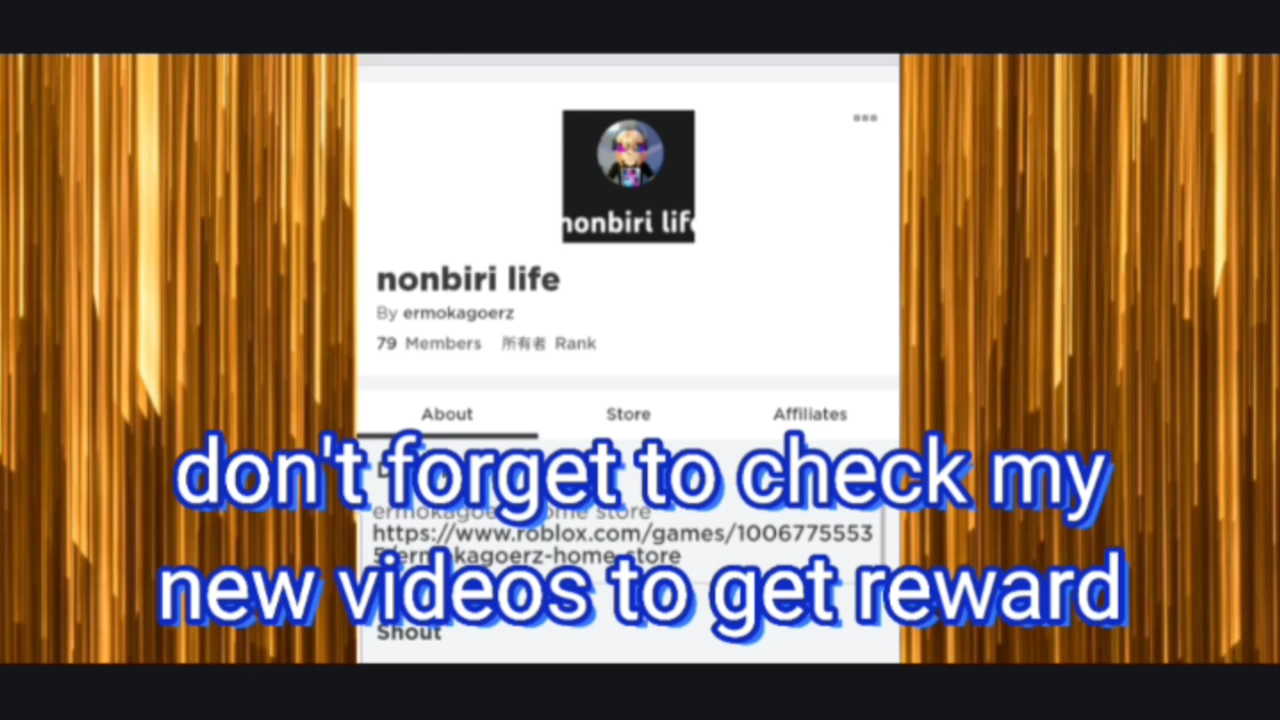 nonbiri life
nonbiri life
By ermokagoerz
79 Members 所有者 Rank
About Store Affiliates
don't forget to check my
https://www.roblox.com/games/1006775553
new videos to get reward
Shout